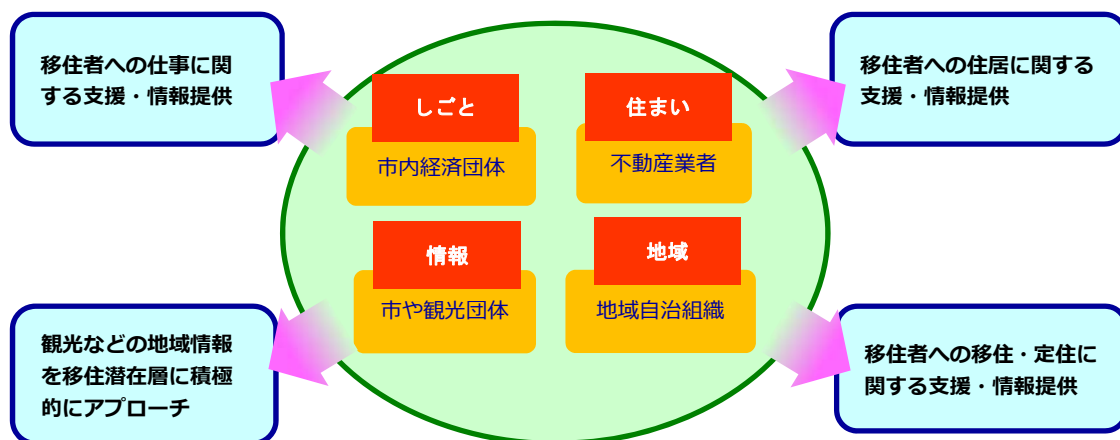 移住者への仕事に関
する支援・情報提供
しごと
市内経済団体
住まい
不動産業者
移住者への住居に関する
支援・情報提供
観光などの地域情報
を移住潜在層に積極
的にアプローチ
情報
市や観光団体
地域
地域自治組織
移住者への移住・定住に
関する支援・情報提供